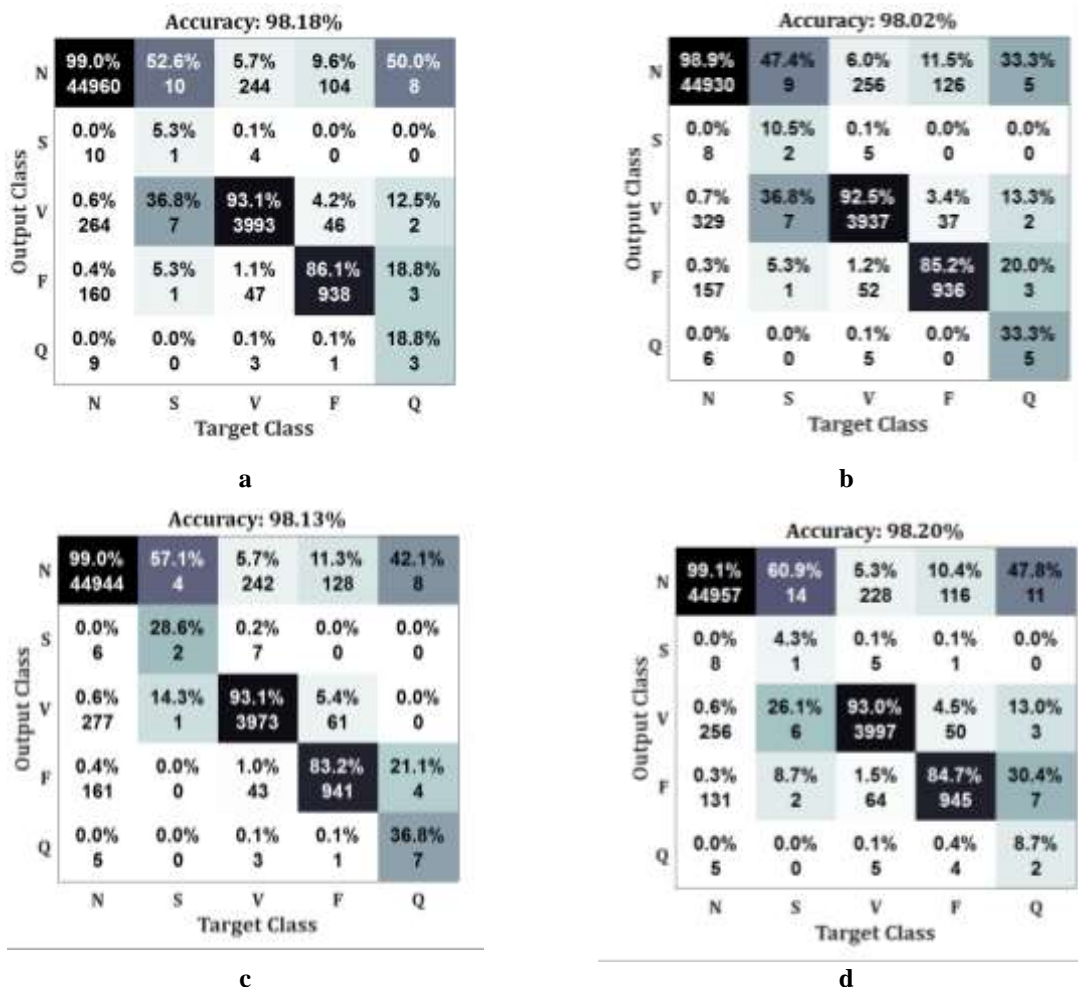 Accuracy: 98.18%
N 99.0% 52.6% 5.7% 9.6% 50.0%
44960 10 244 104 8
S 0.0% 5.3% 0.1% 0.0% 0.0%
10 1 4 0 0
V 0.6% 36.8% 93.1% 4.2% 12.5%
264 7 3993 46 2
F 0.4% 5.3% 1.1% 86.1% 18.8%
160 1 47 938 3
Q 0.0% 0.0% 0.1% 0.1% 18.8%
9 0 3 1 3
N S V F Q
Output Class
Target Class
a
Accuracy: 98.02%
N 98.9% 47.4% 6.0% 11.5% 33.3%
44930 9 256 126 5
S 0.0% 10.5% 0.1% 0.0% 0.0%
8 2 5 0 0
V 0.7% 36.8% 92.5% 3.4% 13.3%
329 7 3937 37 2
F 0.3% 5.3% 1.2% 85.2% 20.0%
157 1 52 936 3
Q 0.0% 0.0% 0.1% 0.0% 33.3%
6 0 5 0 5
N S V F Q
Output Class
Target Class
b
Accuracy: 98.13%
N 99.0% 57.1% 5.7% 11.3% 42.1%
44944 4 242 128 8
S 0.0% 28.6% 0.2% 0.0% 0.0%
6 2 7 0 0
V 0.6% 14.3% 93.1% 5.4% 0.0%
277 1 3973 61 0
F 0.4% 0.0% 1.0% 83.2% 21.1%
161 0 43 941 4
Q 0.0% 0.0% 0.1% 0.1% 36.8%
5 0 3 1 7
N S V F Q
Output Class
Target Class
c
Accuracy: 98.20%
N 99.1% 60.9% 5.3% 10.4% 47.8%
44957 14 228 116 11
S 0.0% 4.3% 0.1% 0.1% 0.0%
8 1 5 1 0
V 0.6% 26.1% 93.0% 4.5% 13.0%
256 6 3997 50 3
F 0.3% 8.7% 1.5% 84.7% 30.4%
131 2 64 945 7
Q 0.0% 0.0% 0.1% 0.4% 8.7%
5 0 5 4 2
N S V F Q
Output Class
Target Class
d